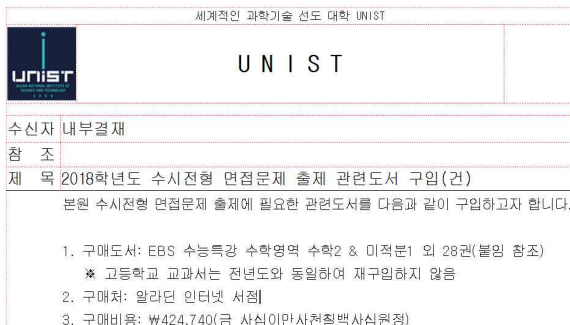 세계적인 과학기술 선도 대학 UNIST
UNIST
U N I S T
수신자 내부결재
참 조
제 목 2018학년도 수시전형 면접문제 출제 관련도서 구입(건)
본원 수시전형 면접문제 출제에 필요한 관련도서를 다음과 같이 구입하고자 합니다.
1. 구매도서: EBS 수능특강 수학영역 수학2 & 미적분1 외 28권(붙임 참조)
※ 고등학교 교과서는 전년도와 동일하여 재구입하지 않음
2. 구매처: 알라딘 인터넷 서점
3. 구매비용: ₩424,740(금 사십이만사천칠백사십원정)